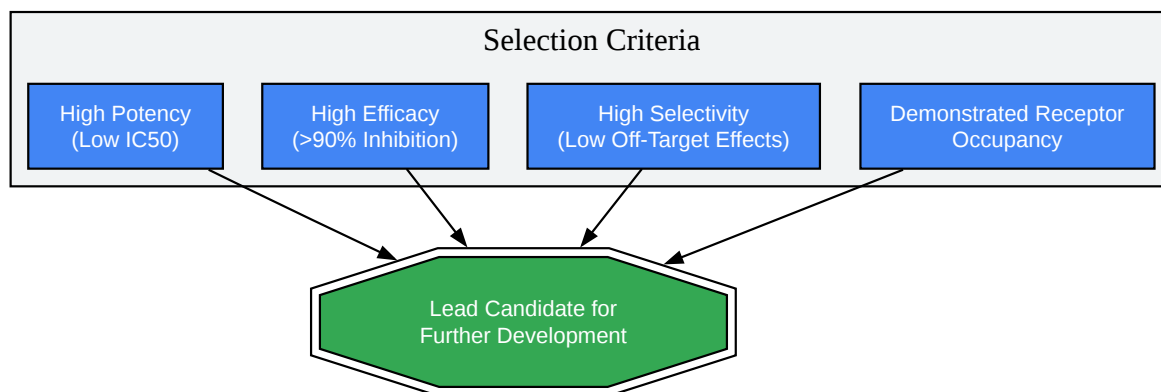 Selection Criteria
High Potency
(Low IC50)
High Efficacy
(>90% Inhibition)
High Selectivity
(Low Off-Target Effects)
Demonstrated Receptor
Occupancy
Lead Candidate for
Further Development